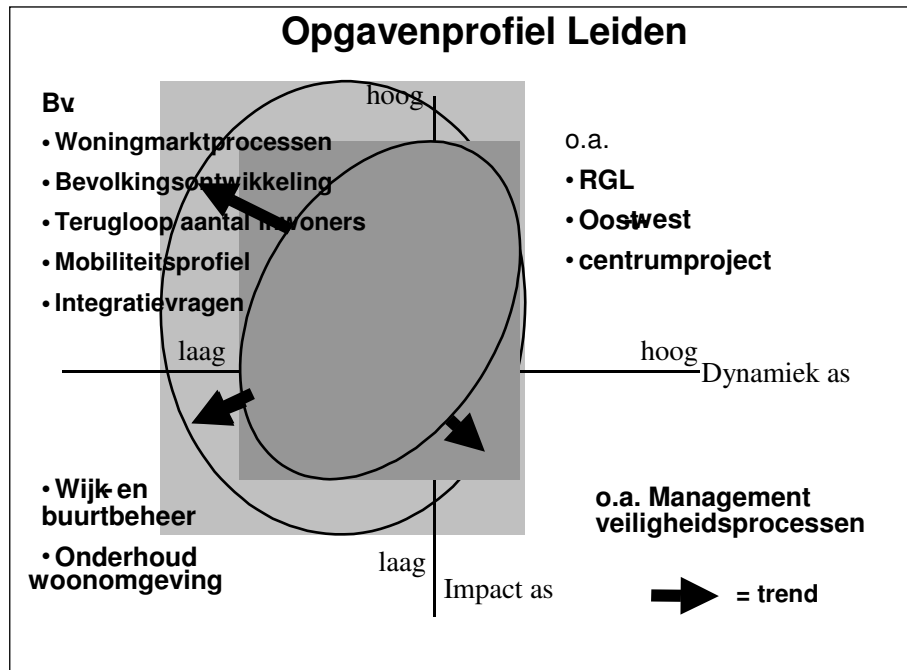 Opgavenprofiel Leiden
Bv.
• Woningmarktprocessen
• Bevolkingsontwikkeling
• Terugloop aantal inwoners
• Mobiliteitsprofiel
• Integratievragen
hoog
o.a.
• RGL
• Oost-west
• centrumproject
laag
hoog
Dynamiek as
• Wijk- en
buurtbeheer
• Onderhoud
woonomgeving
laag
Impact as
o.a. Management
veiligheidsprocessen
= trend